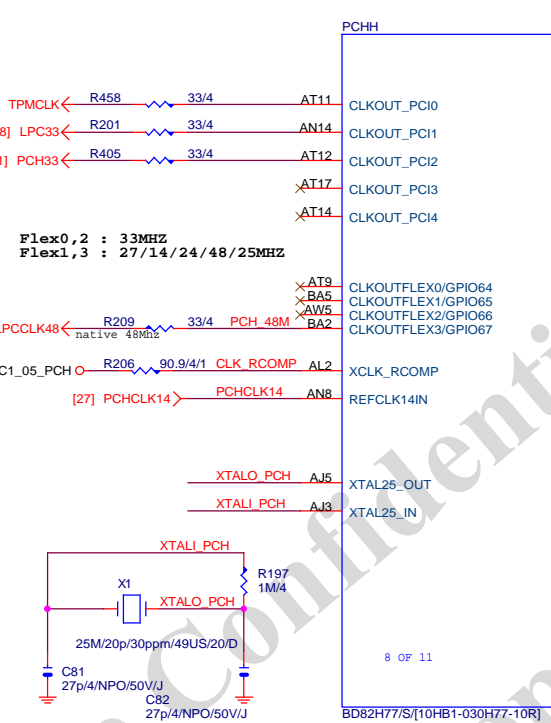 PCHH
TPMCLK R458 33/4 AT11 CLKOUT_PCI0
8] LPC33 R201 33/4 AN14 CLKOUT_PCI1
] PCH33 R405 33/4 AT12 CLKOUT_PCI2
AT17 CLKOUT_PCI3
AT14 CLKOUT_PCI4
Flex0,2 : 33MHZ
Flex1,3 : 27/14/24/48/25MHZ
AT9 CLKOUTFLEX0/GPIO64
BA5 CLKOUTFLEX1/GPIO65
AW5 CLKOUTFLEX2/GPIO66
LPCCLK48 R209 33/4 PCH_48M BA2 CLKOUTFLEX3/GPIO67
native 48Mhz
C1_05_PCH R206 90.9/4/1 CLK_RCOMP AL2 XCLK_RCOMP
[27] PCHCLK14 PCHCLK14 AN8 REFCLK14IN
XTALO_PCH AJ5 XTAL25_OUT
XTALI_PCH AJ3 XTAL25_IN
XTALI_PCH
R197
1M/4
X1
XTALO_PCH
25M/20p/30ppm/49US/20/D
C81
27p/4/NPO/50V/J
C82
27p/4/NPO/50V/J
8 OF 11
BD82H77/S/[10HB1-030H77-10R]
Confidenti